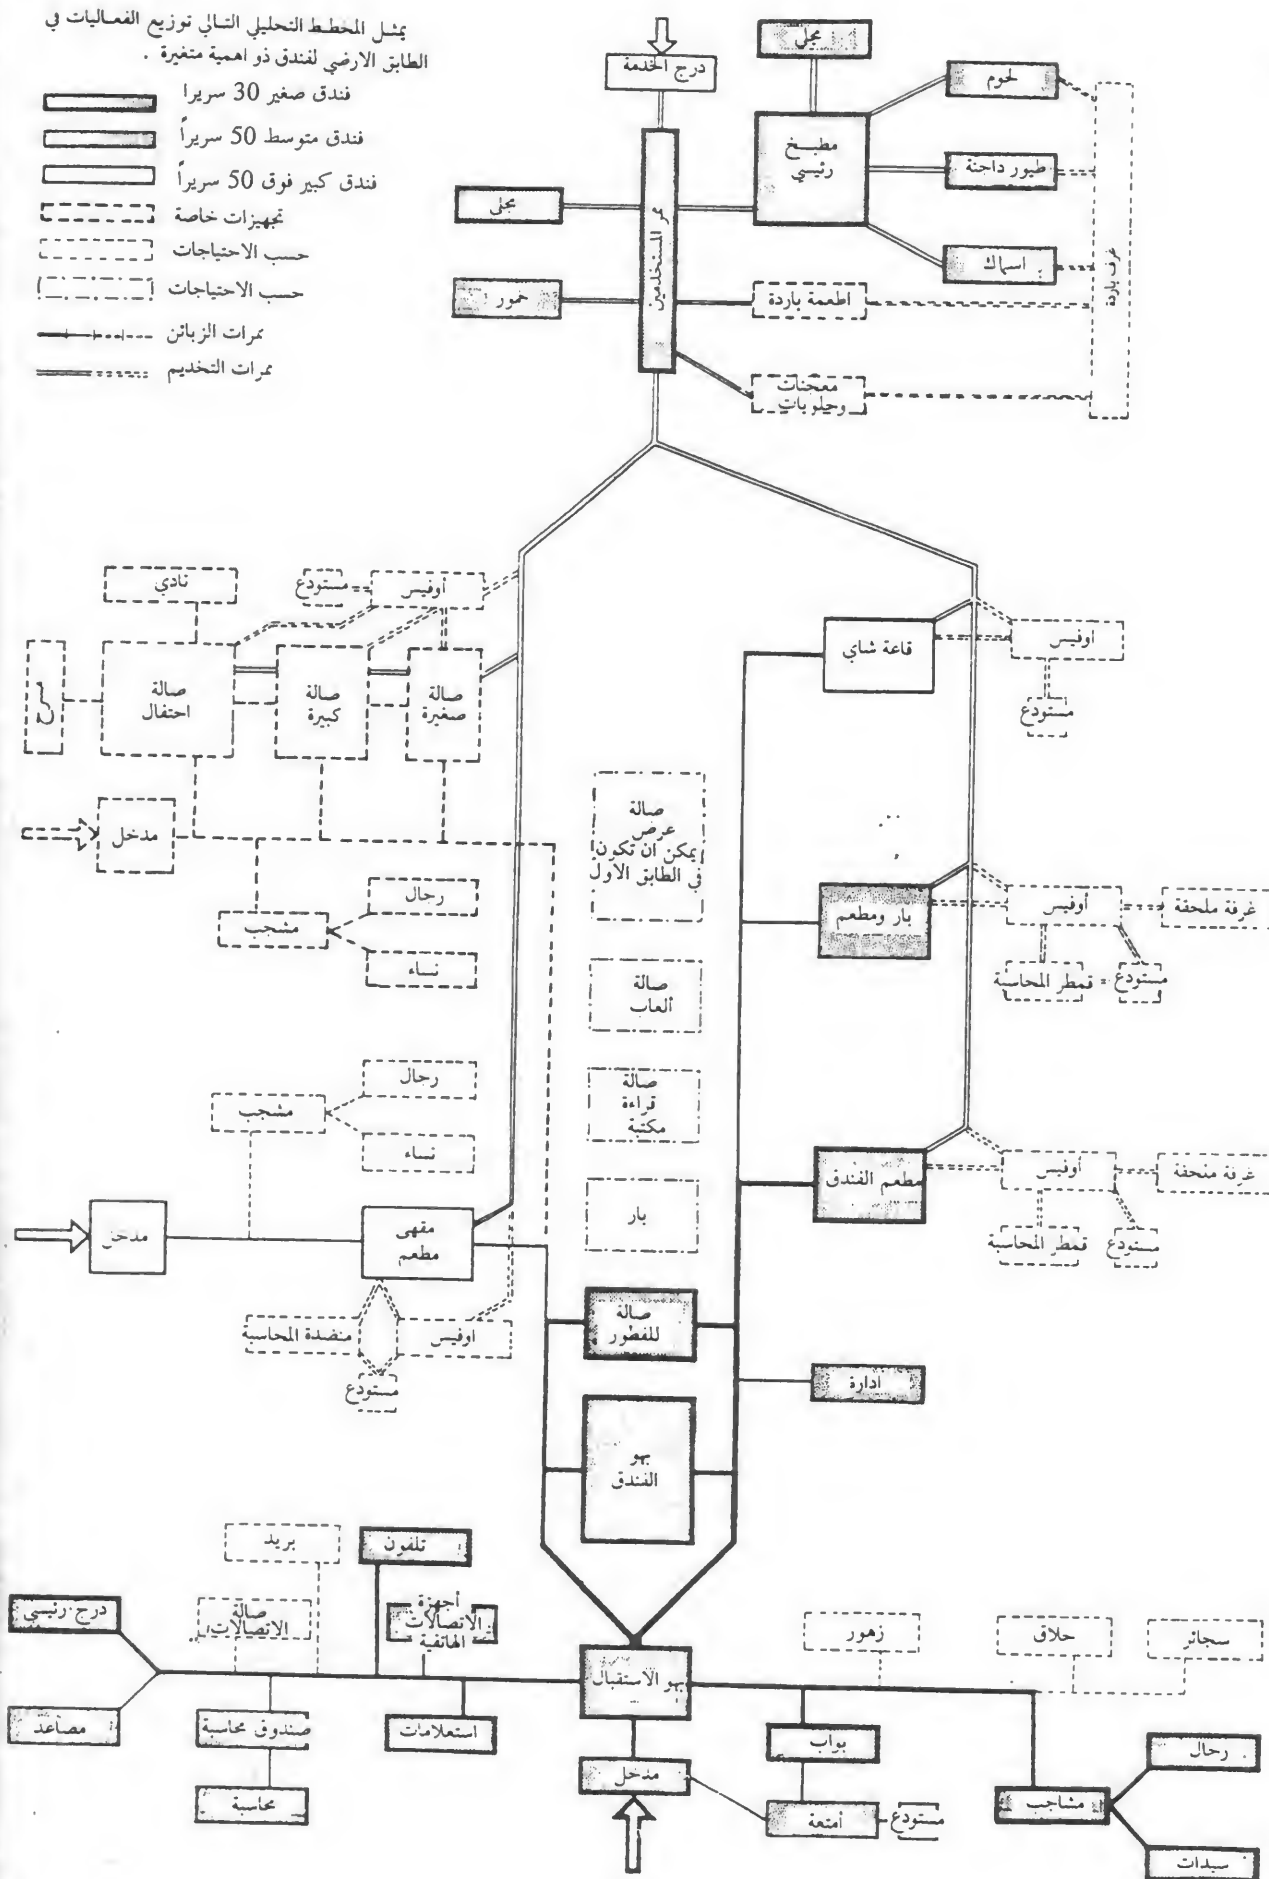 يمثل المخطط التحليلي التالي توزيع الفعاليات في
الطابق الارضي لفندق ذو اهمية متغيرة .
فندق صغير 30 سريرا
فندق متوسط 50 سريراً
فندق كبير فوق 50 سريراً
تجهيزات خاصة
حسب الاحتياجات
حسب الاحتياجات
ممرات الزبائن
ممرات التخديم
درج الخدمة
مجلى
لحوم
مطبخ
رئيسي
طيور داجنة
اسماك
غرف باردة
ممر المستخدمين
مجلى
خمور
اطعمة باردة
معجنات
وحلويات
نادي
مستودع
أوفيس
مسرح
صالة
احتفال
صالة
كبيرة
صالة
صغيرة
مدخل
مشجب
رجال
نساء
قاعة شاي
اوفيس
مستودع
صالة
عرض
يمكن ان تكون
في الطابق الأول
بار ومطعم
أوفيس
غرفة ملحقة
قمطر المحاسبة
مستودع
صالة
ألعاب
صالة
قراءة
مكتبة
بار
رجال
مشجب
نساء
مدخل
مقهى
مطعم
منضدة المحاسبة
اوفيس
مستودع
مطعم الفندق
أوفيس
غرفة ملحقة
قمطر المحاسبة
مستودع
صالة
للفطور
ادارة
بهو
الفندق
بريد
تلفون
درج رئيسي
صالة
الاتصالات
أجهزة
الاتصالات
الهاتفية
بهو الاستقبال
زهور
حلاق
سجائر
مصاعد
صندوق محاسبة
استعلامات
محاسبة
مدخل
بواب
أمتعة
مستودع
مشاجب
رجال
سيدات